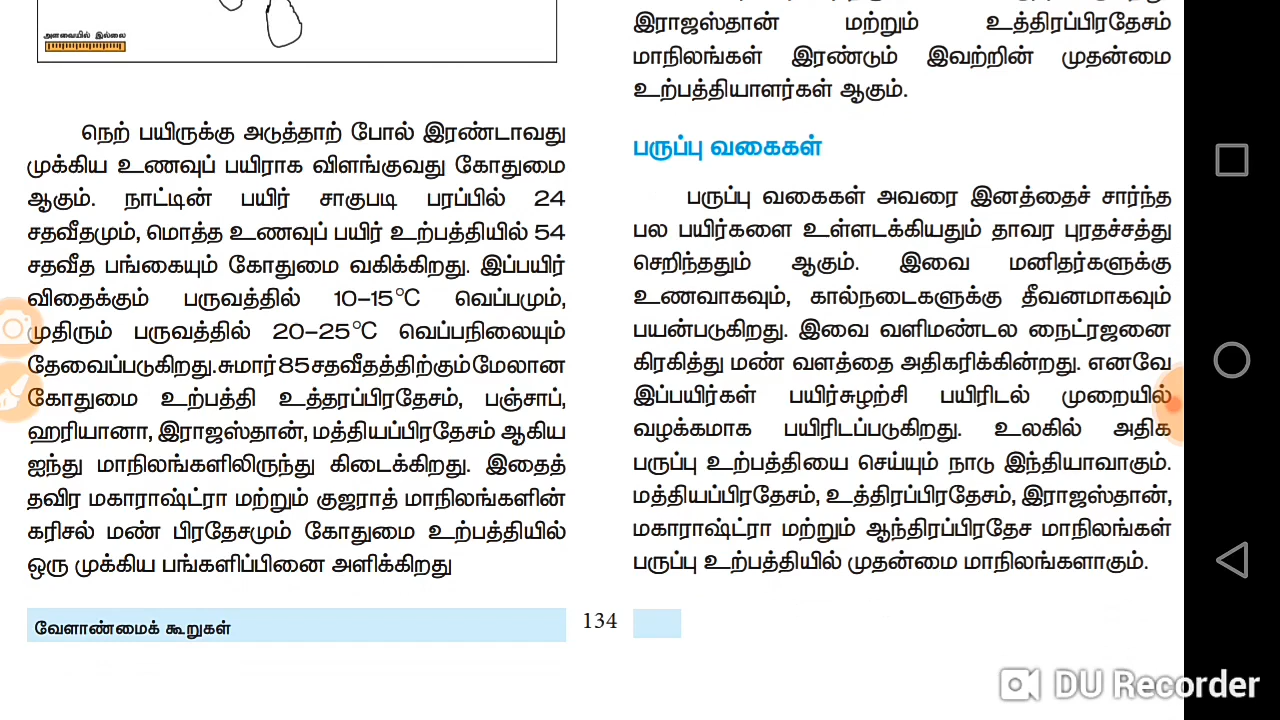 அளவையில் இல்லை
நெற் பயிருக்கு அடுத்தாற் போல் இரண்டாவது
முக்கிய உணவுப் பயிராக விளங்குவது கோதுமை
ஆகும். நாட்டின் பயிர் சாகுபடி பரப்பில் 24
சதவீதமும், மொத்த உணவுப் பயிர் உற்பத்தியில் 54
சதவீத பங்கையும் கோதுமை வகிக்கிறது. இப்பயிர்
விதைக்கும் பருவத்தில் 10–15°C வெப்பமும்,
முதிரும் பருவத்தில் 20–25°C வெப்பநிலையும்
தேவைப்படுகிறது.சுமார்85சதவீதத்திற்கும்மேலான
கோதுமை உற்பத்தி உத்தரப்பிரதேசம், பஞ்சாப்,
ஹரியானா, இராஜஸ்தான், மத்தியப்பிரதேசம் ஆகிய
ஐந்து மாநிலங்களிலிருந்து கிடைக்கிறது. இதைத்
தவிர மகாராஷ்ட்ரா மற்றும் குஜராத் மாநிலங்களின்
கரிசல் மண் பிரதேசமும் கோதுமை உற்பத்தியில்
ஒரு முக்கிய பங்களிப்பினை அளிக்கிறது
இராஜஸ்தான் மற்றும் உத்திரப்பிரதேசம்
மாநிலங்கள் இரண்டும் இவற்றின் முதன்மை
உற்பத்தியாளர்கள் ஆகும்.
பருப்பு வகைகள்
பருப்பு வகைகள் அவரை இனத்தைச் சார்ந்த
பல பயிர்களை உள்ளடக்கியதும் தாவர புரதச்சத்து
செறிந்ததும் ஆகும். இவை மனிதர்களுக்கு
உணவாகவும், கால்நடைகளுக்கு தீவனமாகவும்
பயன்படுகிறது. இவை வளிமண்டல நைட்ரஜனை
கிரகித்து மண் வளத்தை அதிகரிக்கின்றது. எனவே
இப்பயிர்கள் பயிர்சுழற்சி பயிரிடல் முறையில்
வழக்கமாக பயிரிடப்படுகிறது. உலகில் அதிக
பருப்பு உற்பத்தியை செய்யும் நாடு இந்தியாவாகும்.
மத்தியப்பிரதேசம், உத்திரப்பிரதேசம், இராஜஸ்தான்,
மகாராஷ்ட்ரா மற்றும் ஆந்திரப்பிரதேச மாநிலங்கள்
பருப்பு உற்பத்தியில் முதன்மை மாநிலங்களாகும்.
வேளாண்மைக் கூறுகள்
134
DU Recorder